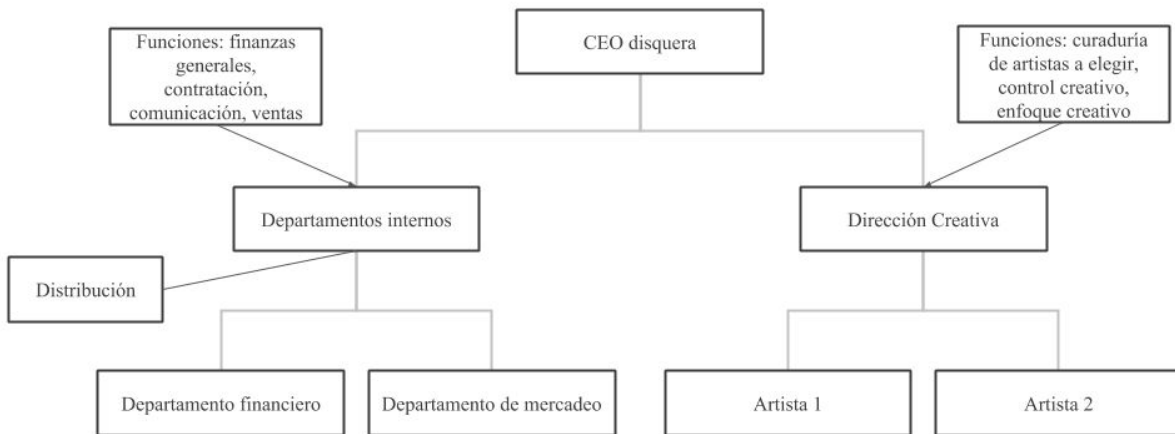 CEO disquera
Funciones: finanzas
generales,
contratación,
comunicación, ventas
Funciones: curaduría
de artistas a elegir,
control creativo,
enfoque creativo
Departamentos internos
Dirección Creativa
Distribución
Departamento financiero
Departamento de mercadeo
Artista 1
Artista 2